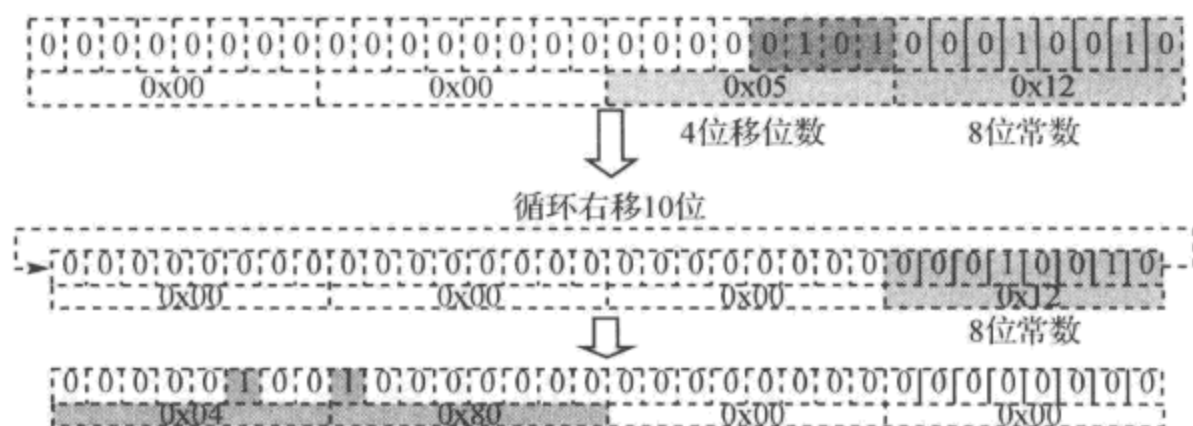 0 0 0 0 0 0 0 0 0 0 0 0 0 0 0 0 0 0 0 0 0 1 0 1 0 0 0 1 0 0 1 0
0x00 0x00 0x05 0x12
4位移位数 8位常数
循环右移10位
0 0 0 0 0 0 0 0 0 0 0 0 0 0 0 0 0 0 0 0 0 0 0 0 0 0 0 1 0 0 1 0
0x00 0x00 0x00 0x12
8位常数
0 0 0 0 0 1 0 0 1 0 0 0 0 0 0 0 0 0 0 0 0 0 0 0 0 0 0 0 0 0 0 0
0x04 0x80 0x00 0x00